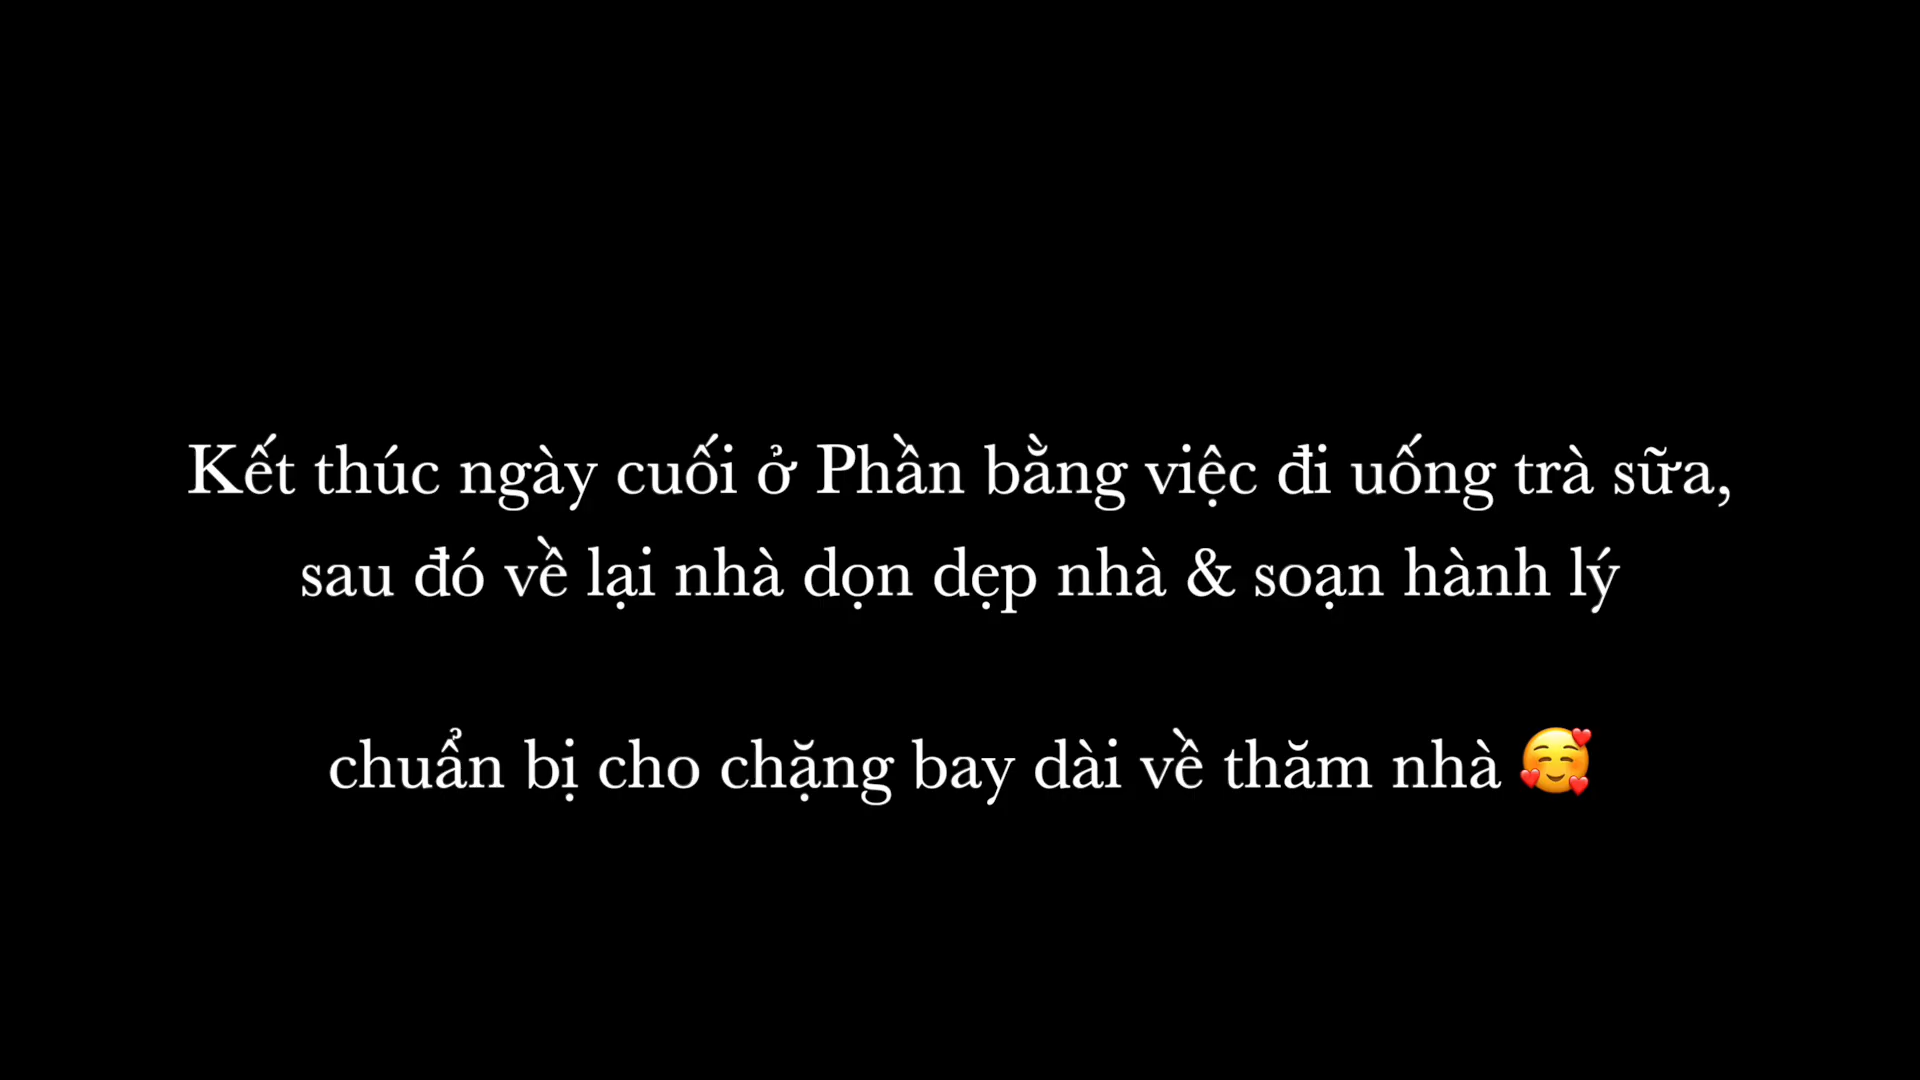 Kết thúc ngày cuối ở Phần bằng việc đi uống trà sữa,
sau đó về lại nhà dọn dẹp nhà & soạn hành lý
chuẩn bị cho chặng bay dài về thăm nhà 🥰